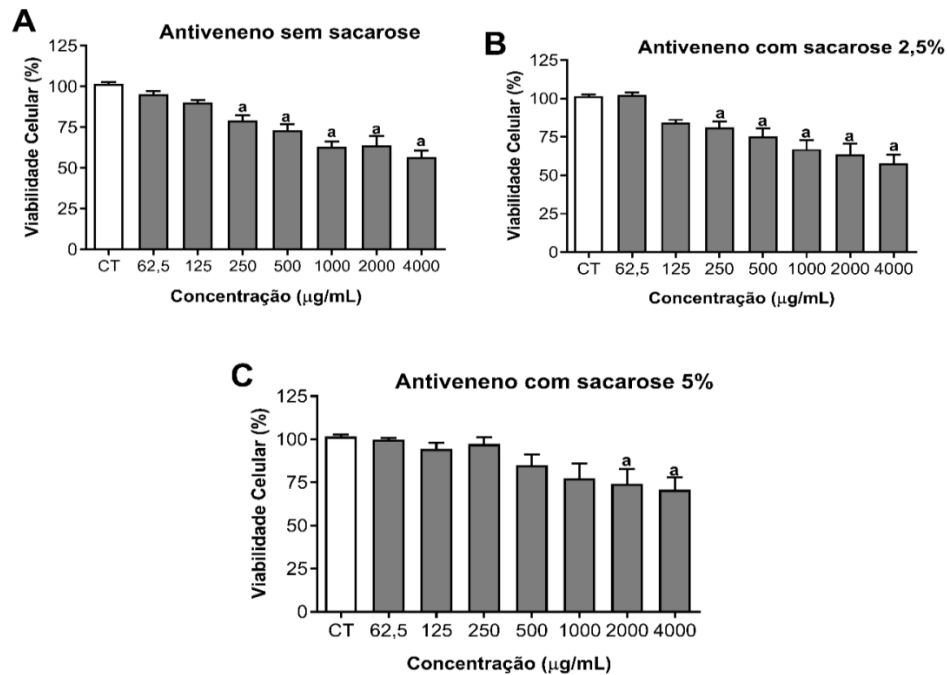 A
Antiveneno sem sacarose
Viabilidade Celular (%)
125
100
75
50
25
0
a
a
a
a
a
CT 62,5 125 250 500 1000 2000 4000
Concentração (µg/mL)
B
Antiveneno com sacarose 2,5%
Viabilidade Celular (%)
125
100
75
50
25
0
a
a
a
a
a
CT 62,5 125 250 500 1000 2000 4000
Concentração (µg/mL)
C
Antiveneno com sacarose 5%
Viabilidade Celular (%)
125
100
75
50
25
0
a
a
CT 62,5 125 250 500 1000 2000 4000
Concentração (µg/mL)